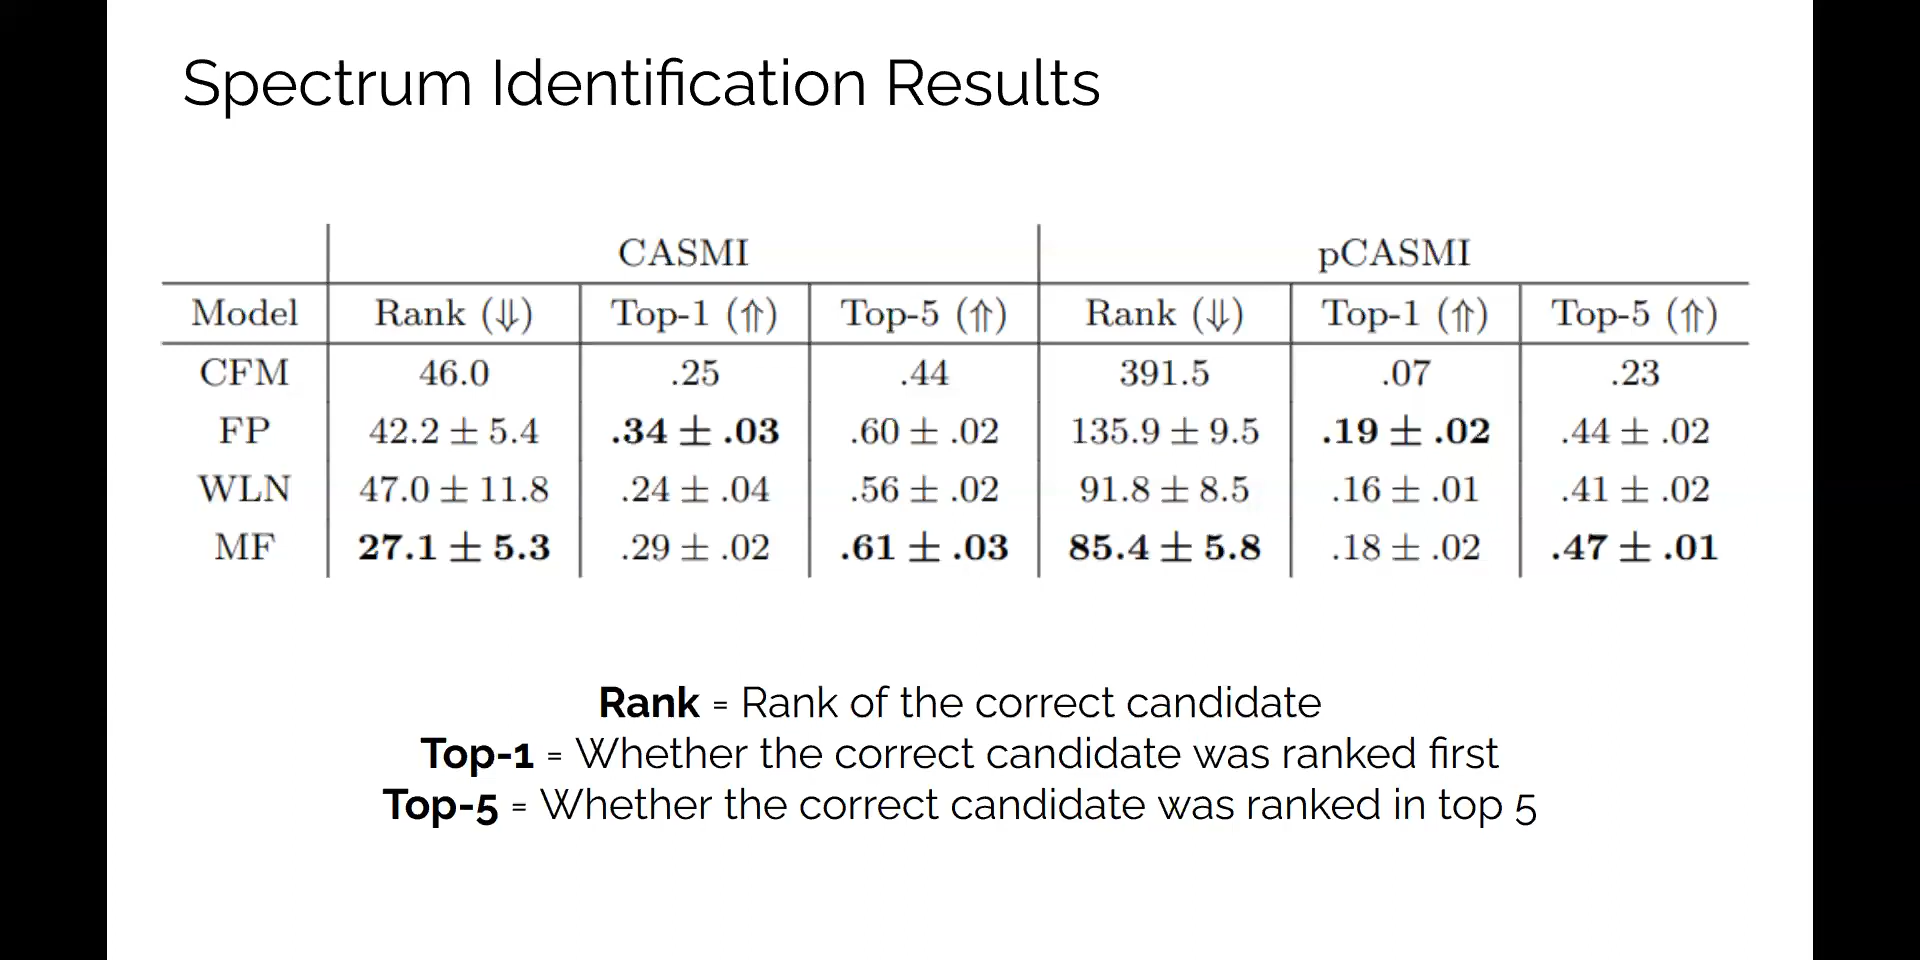 Spectrum Identification Results
CASMI pCASMI
Model Rank (⇓) Top-1 (⇑) Top-5 (⇑) Rank (⇓) Top-1 (⇑) Top-5 (⇑)
CFM 46.0 .25 .44 391.5 .07 .23
FP 42.2 ± 5.4 .34 ± .03 .60 ± .02 135.9 ± 9.5 .19 ± .02 .44 ± .02
WLN 47.0 ± 11.8 .24 ± .04 .56 ± .02 91.8 ± 8.5 .16 ± .01 .41 ± .02
MF 27.1 ± 5.3 .29 ± .02 .61 ± .03 85.4 ± 5.8 .18 ± .02 .47 ± .01
Rank = Rank of the correct candidate
Top-1 = Whether the correct candidate was ranked first
Top-5 = Whether the correct candidate was ranked in top 5